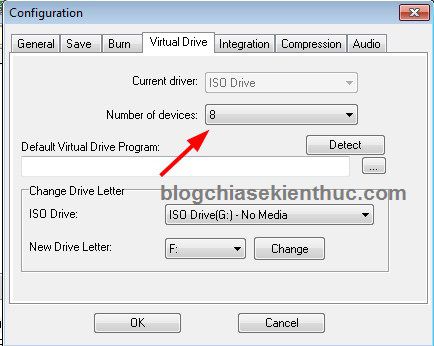 Configuration
General Save Burn Virtual Drive Integration Compression Audio
Current driver: ISO Drive
Number of devices: 8
Default Virtual Drive Program: Detect
...
Change Drive Letter
blogchiasekienthuc.com
ISO Drive: ISO Drive(G:) - No Media
New Drive Letter: F: Change
OK Cancel